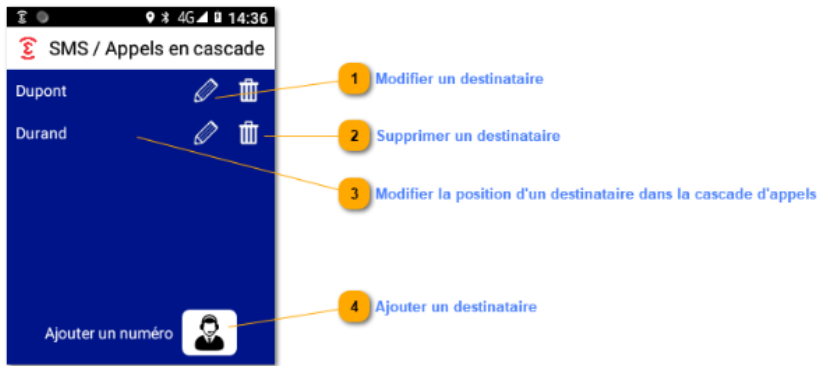 4G 14:36
SMS / Appels en cascade
Dupont
1 Modifier un destinataire
Durand
2 Supprimer un destinataire
3 Modifier la position d'un destinataire dans la cascade d'appels
4 Ajouter un destinataire
Ajouter un numéro